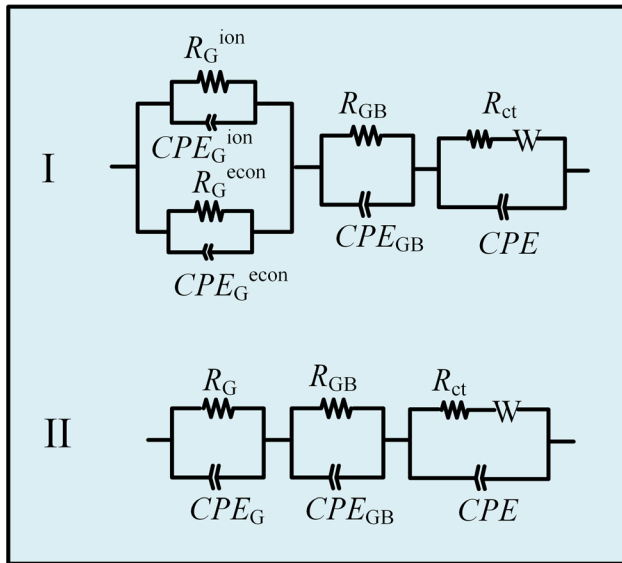 I
R_G^ion
CPE_G^ion
R_G^econ
CPE_G^econ
R_GB
CPE_GB
R_ct
W
CPE
II
R_G
CPE_G
R_GB
CPE_GB
R_ct
W
CPE